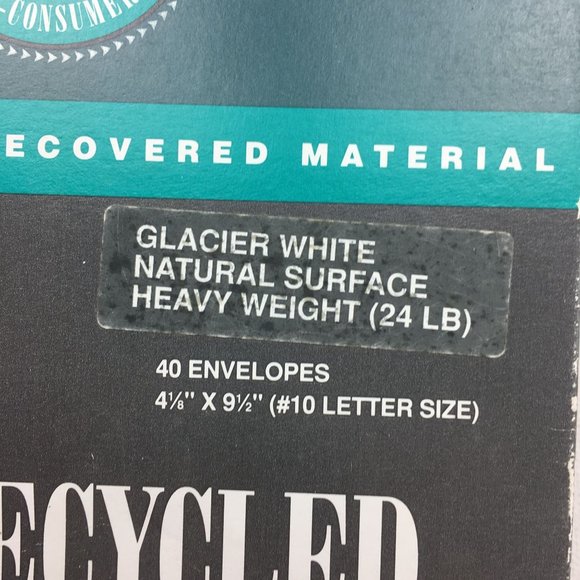 -CONSUMER
ECOVERED MATERIAL
GLACIER WHITE
NATURAL SURFACE
HEAVY WEIGHT (24 LB)
40 ENVELOPES
4⅛" X 9½" (#10 LETTER SIZE)
ECYCLED